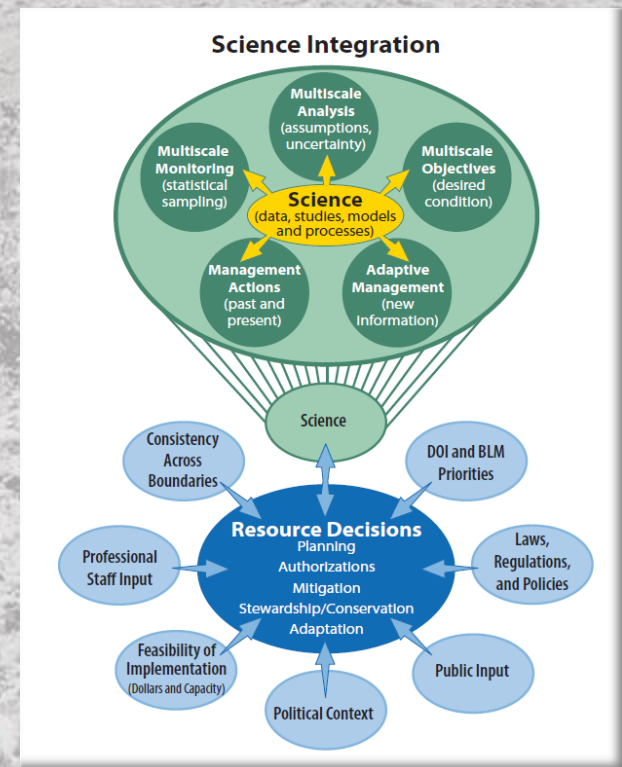 Science Integration
Multiscale
Analysis
(assumptions,
uncertainty)
Multiscale
Monitoring
(statistical
sampling)
Multiscale
Objectives
(desired
condition)
Science
(data, studies, models
and processes)
Management
Actions
(past and
present)
Adaptive
Management
(new
information)
Science
Consistency
Across
Boundaries
DOI and BLM
Priorities
Resource Decisions
Planning
Authorizations
Mitigation
Stewardship/Conservation
Adaptation
Professional
Staff Input
Laws,
Regulations,
and Policies
Feasibility of
Implementation
(Dollars and Capacity)
Political Context
Public Input